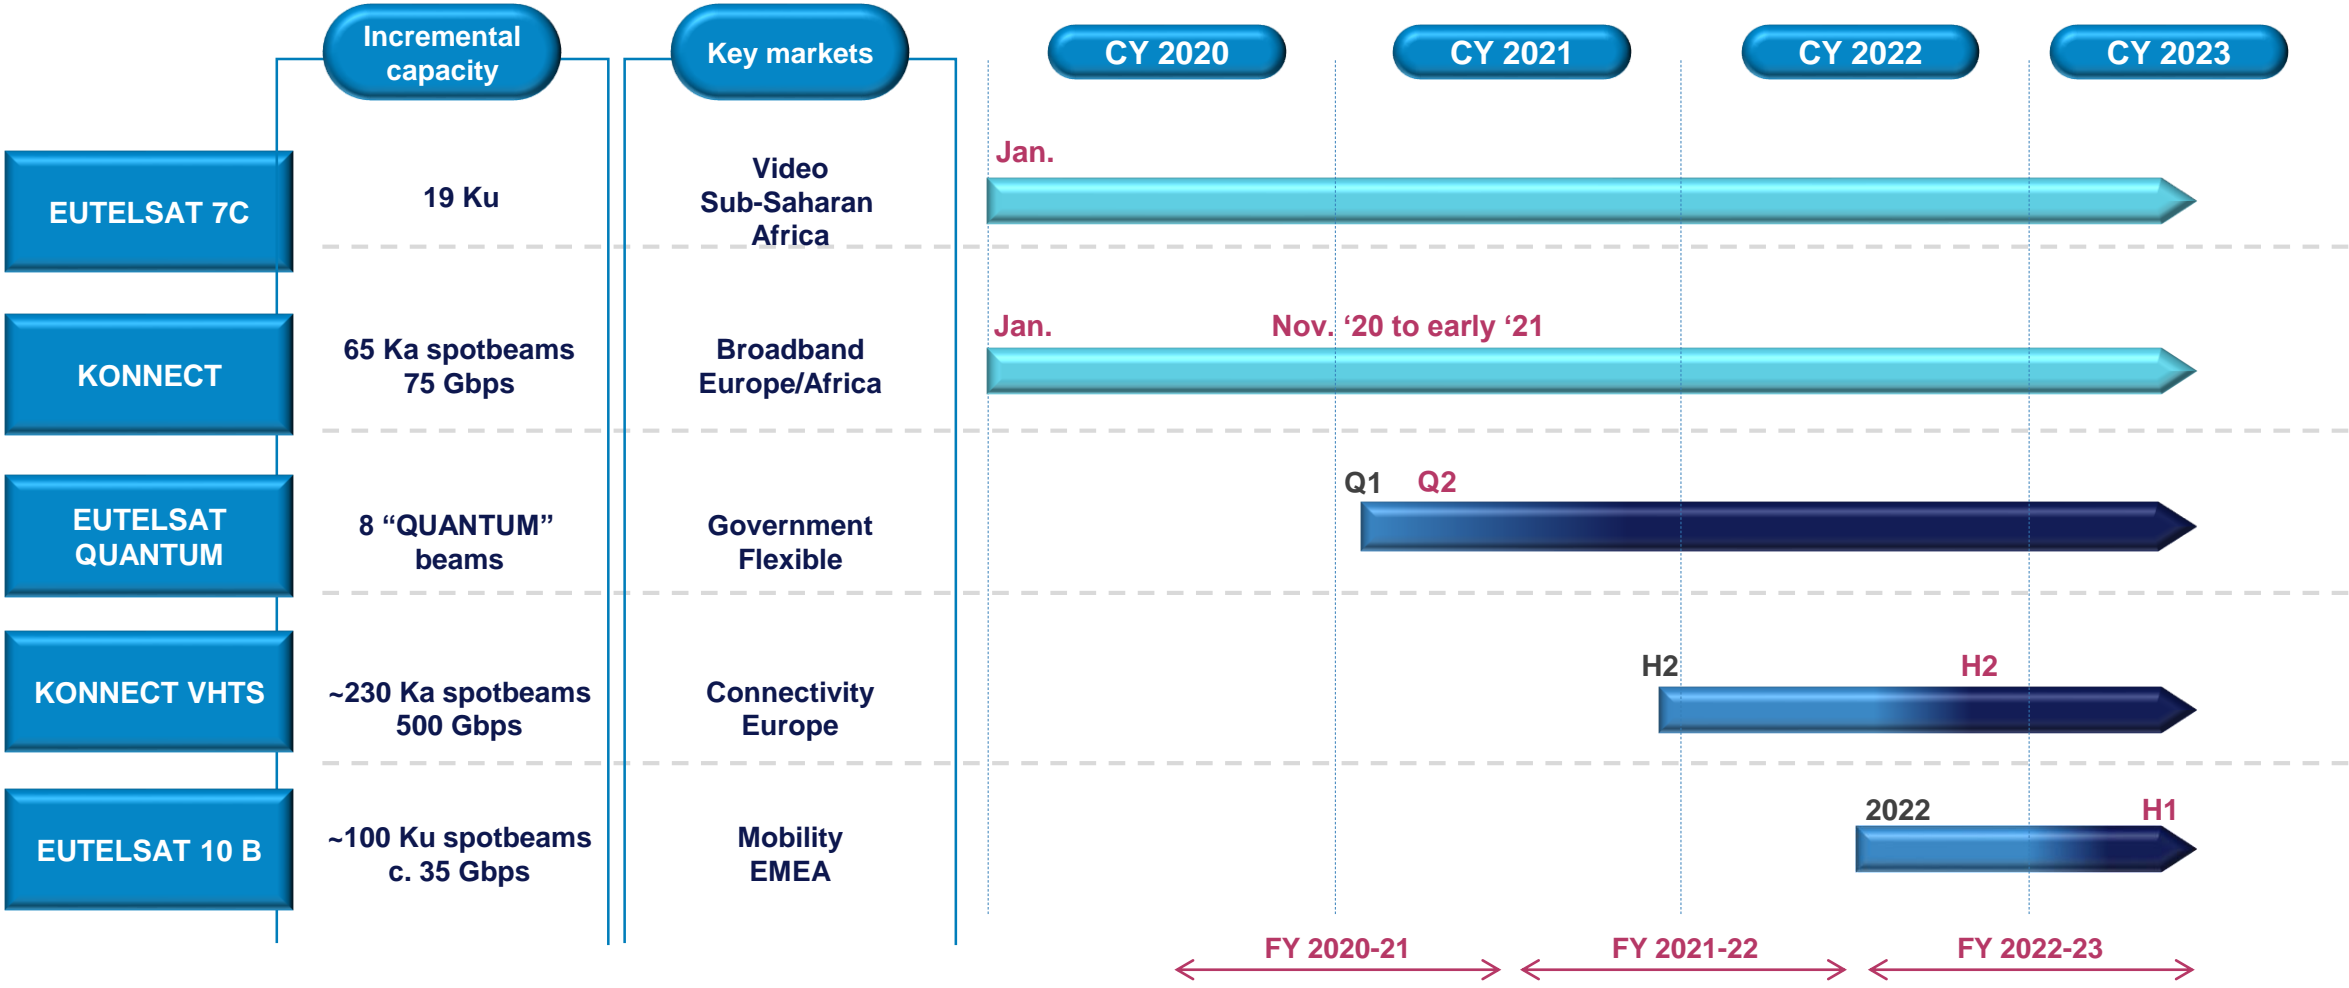 Incremental
capacity
Key markets
CY 2020
CY 2021
CY 2022
CY 2023
EUTELSAT 7C
19 Ku
Video
Sub-Saharan
Africa
Jan.
KONNECT
65 Ka spotbeams
75 Gbps
Broadband
Europe/Africa
Jan.
Nov. ‘20 to early ‘21
EUTELSAT
QUANTUM
8 “QUANTUM”
beams
Government
Flexible
Q1
Q2
KONNECT VHTS
~230 Ka spotbeams
500 Gbps
Connectivity
Europe
H2
H2
EUTELSAT 10 B
~100 Ku spotbeams
c. 35 Gbps
Mobility
EMEA
2022
H1
FY 2020-21
FY 2021-22
FY 2022-23